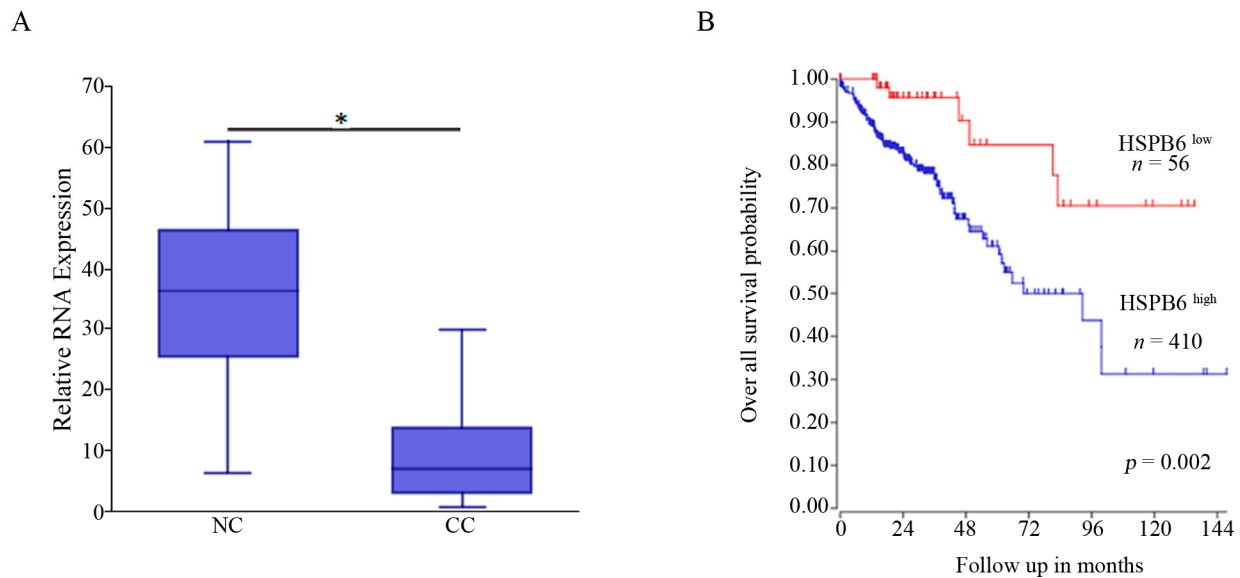 A
Relative RNA Expression
70
60
50
40
30
20
10
0
*
NC
CC
B
Over all survival probability
1.00
0.90
0.80
0.70
0.60
0.50
0.40
0.30
0.20
0.10
0.00
HSPB6 low
n = 56
HSPB6 high
n = 410
p = 0.002
0 24 48 72 96 120 144
Follow up in months